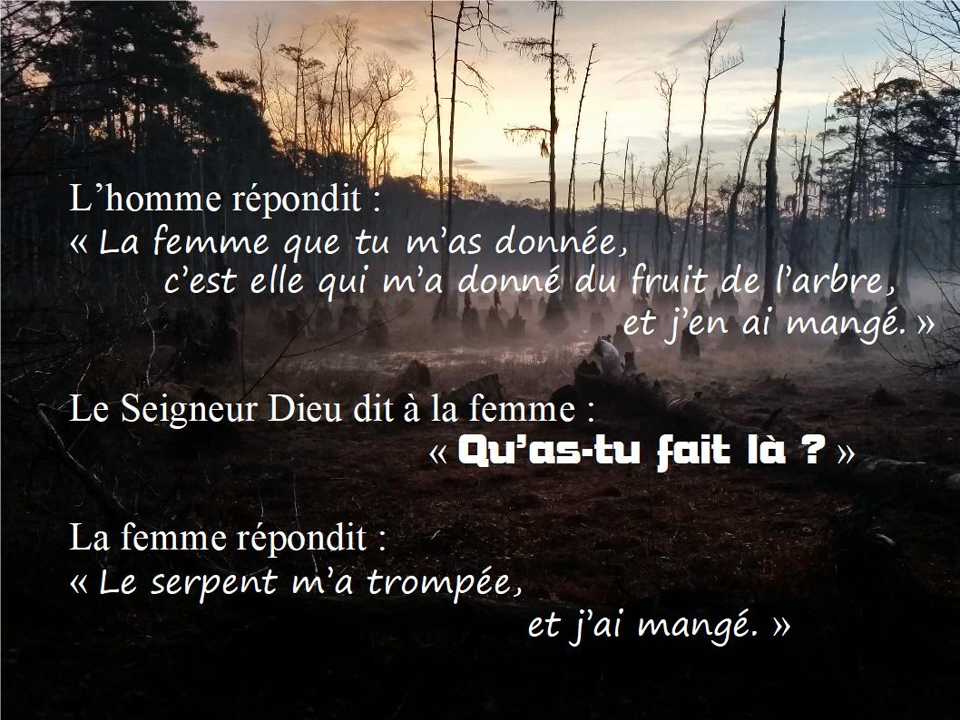 L’homme répondit :
« La femme que tu m’as donnée,
c’est elle qui m’a donné du fruit de l’arbre,
et j’en ai mangé. »
Le Seigneur Dieu dit à la femme :
« Qu’as-tu fait là ? »
La femme répondit :
« Le serpent m’a trompée,
et j’ai mangé. »